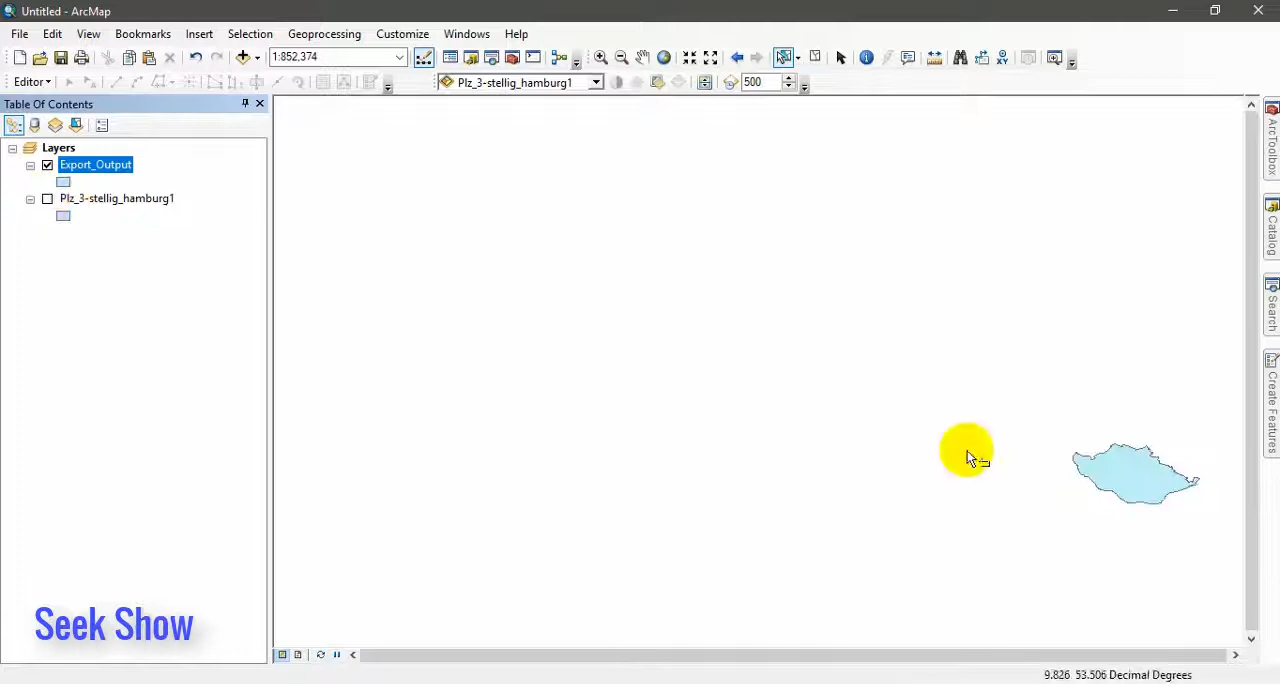 Untitled - ArcMap
File Edit View Bookmarks Insert Selection Geoprocessing Customize Windows Help
1:852,374
Editor Plz_3-stellig_hamburg1 500
Table Of Contents
Layers
Export_Output
Plz_3-stellig_hamburg1
ArcToolbox
Catalog
Search
Create Features
Seek Show
9.826 53.506 Decimal Degrees